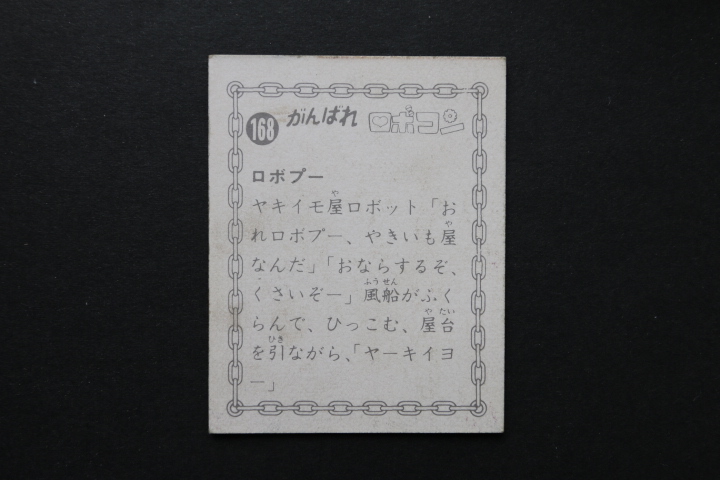 168 がんばれ ロボコン
ロボプー
ヤキイモ屋ロボット「お
れロボプー、やきいも屋
なんだ」「おならするぞ、
くさいぞー」風船がふく
らんで、ひっこむ、屋台
を引ながら、「ヤーキイヨ
ー」